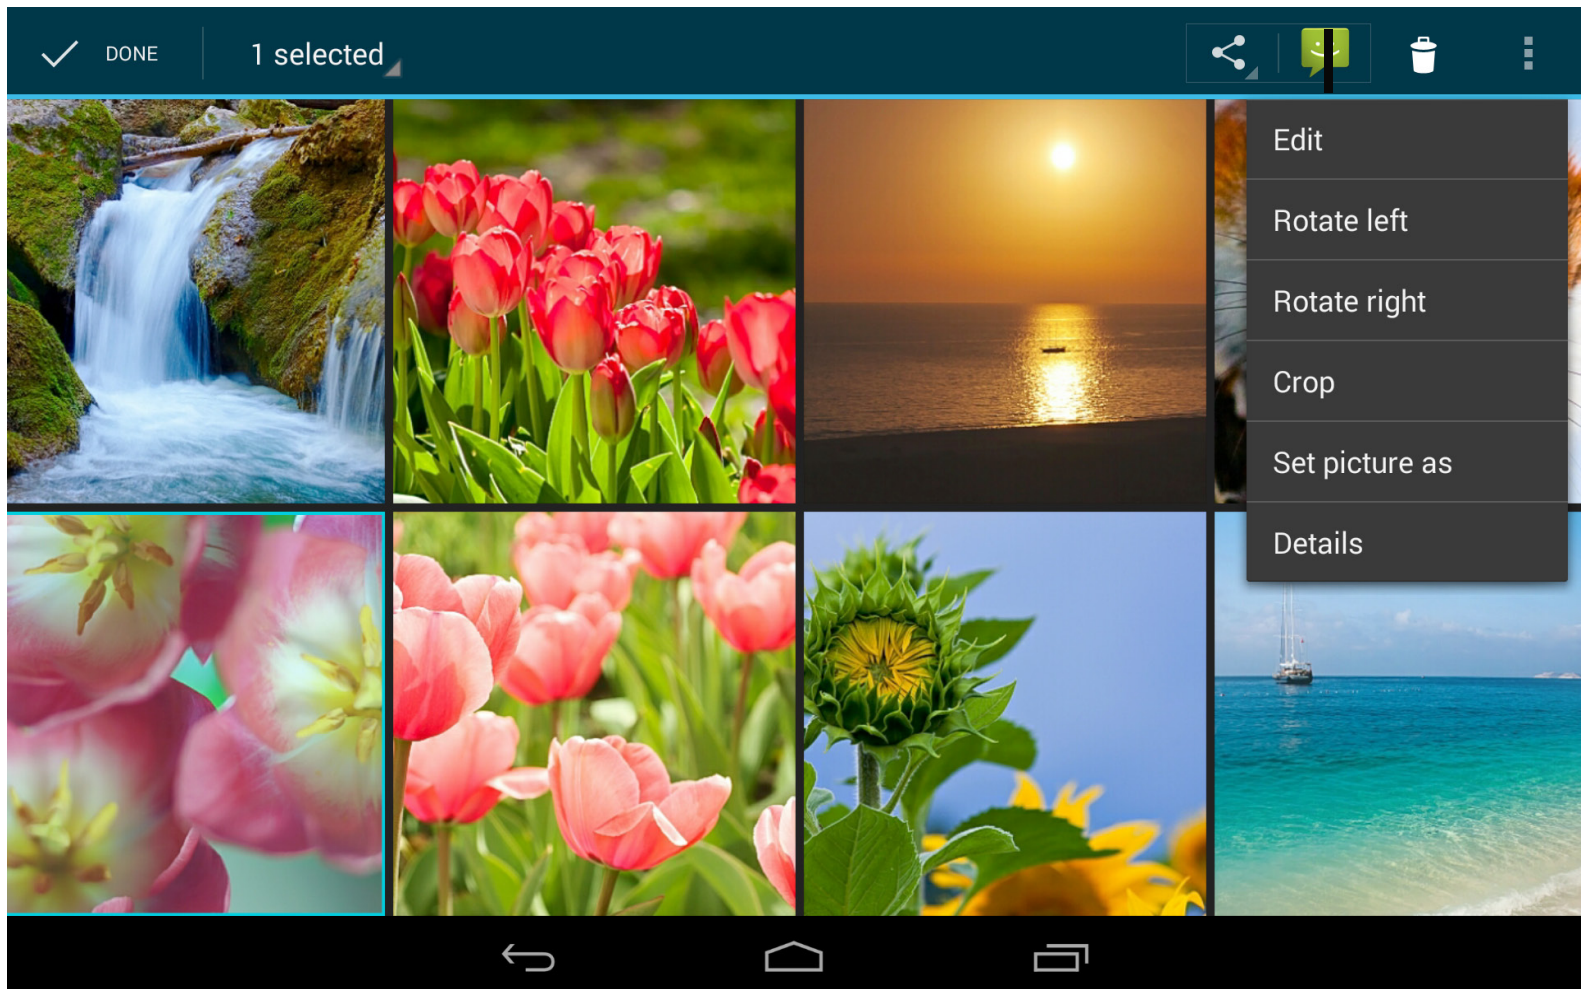 DONE
1 selected
Edit
Rotate left
Rotate right
Crop
Set picture as
Details